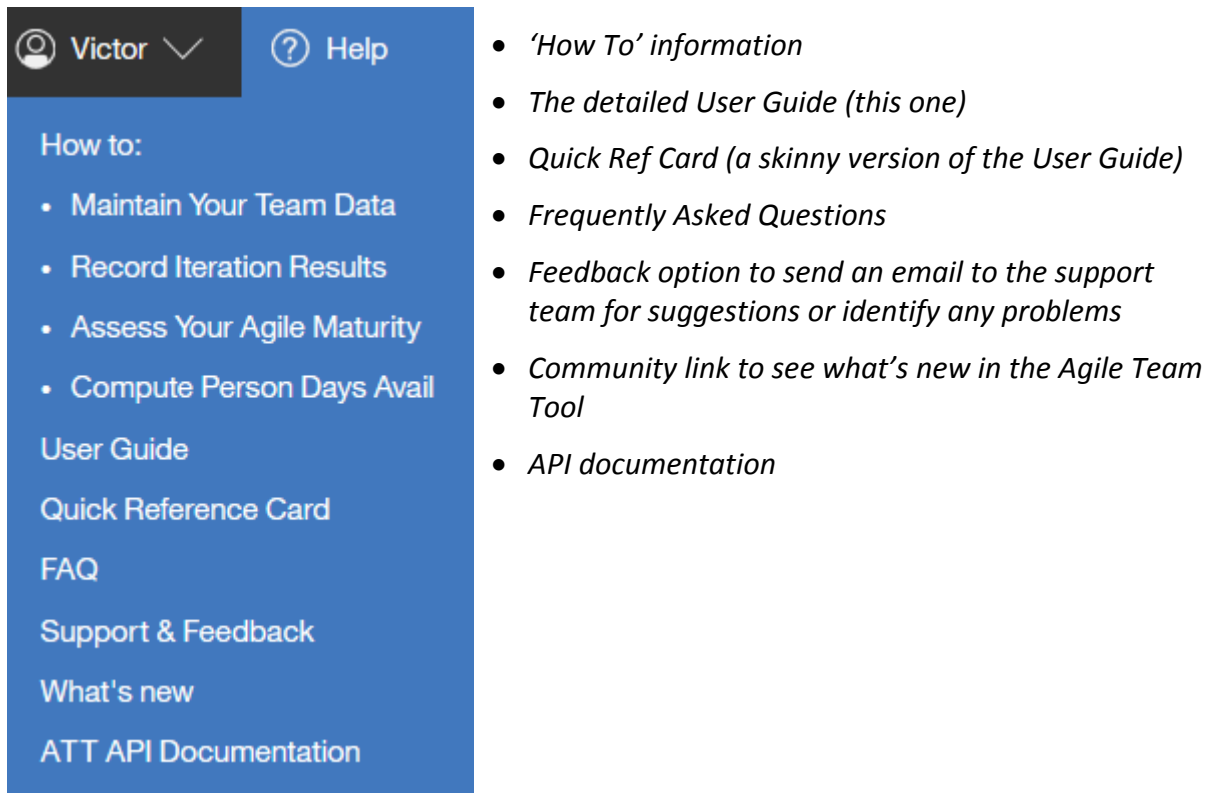 Victor
Help
How to:
• Maintain Your Team Data
• Record Iteration Results
• Assess Your Agile Maturity
• Compute Person Days Avail
User Guide
Quick Reference Card
FAQ
Support & Feedback
What's new
ATT API Documentation
• ‘How To’ information
• The detailed User Guide (this one)
• Quick Ref Card (a skinny version of the User Guide)
• Frequently Asked Questions
• Feedback option to send an email to the support
team for suggestions or identify any problems
• Community link to see what’s new in the Agile Team
Tool
• API documentation